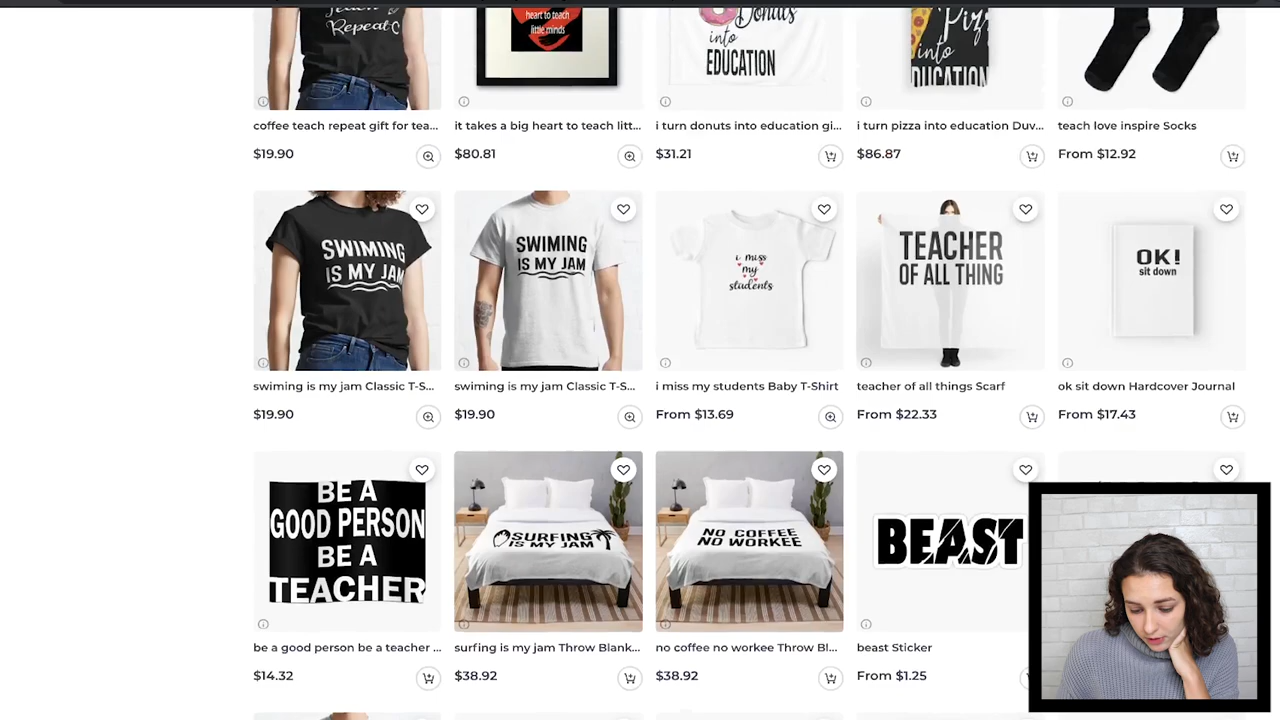 Teach
Repeat
heart to teach
little minds
Donuts
into
EDUCATION
Pizza
into
EDUCATION
coffee teach repeat gift for tea...
it takes a big heart to teach litt...
i turn donuts into education gi...
i turn pizza into education Duv...
teach love inspire Socks
$19.90
$80.81
$31.21
$86.87
From $12.92
SWIMING
IS MY JAM
SWIMING
IS MY JAM
i miss
my
students
TEACHER
OF ALL THING
OK!
sit down
swiming is my jam Classic T-S...
swiming is my jam Classic T-S...
i miss my students Baby T-Shirt
teacher of all things Scarf
ok sit down Hardcover Journal
$19.90
$19.90
From $13.69
From $22.33
From $17.43
BE A
GOOD PERSON
BE A
TEACHER
SURFING
IS MY JAM
NO COFFEE
NO WORKEE
BEAST
be a good person be a teacher ...
surfing is my jam Throw Blank...
no coffee no workee Throw Bl...
beast Sticker
$14.32
$38.92
$38.92
From $1.25